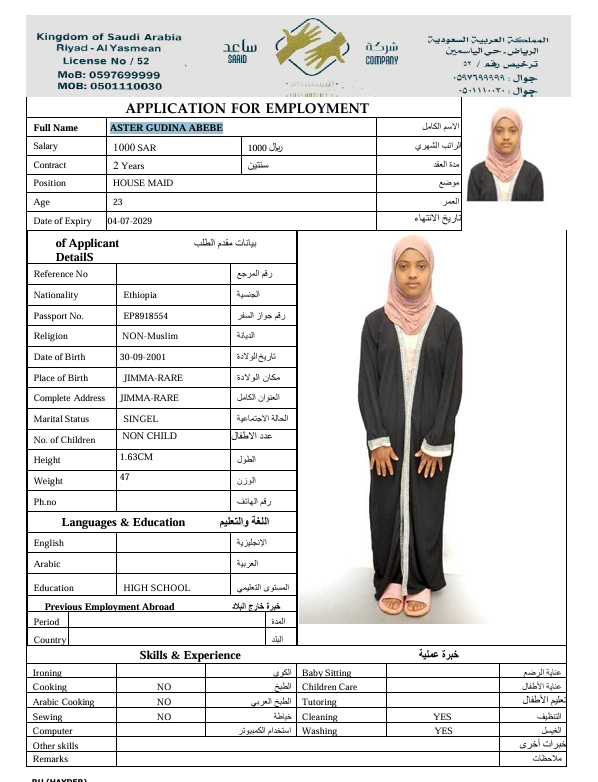 Kingdom of Saudi Arabia
Riyad - Al Yasmean
License No / 52
MoB: 0597699999
MOB: 0501110030
ساعد
SAAID
شركة
COMPANY
المملكة العربية السعودية
الرياض - حي الياسمين
ترخيص رقم / ٥٢
جوال : ٠٥٩٧٦٩٩٩٩٩
جوال : ٠٥٠١١١٠٠٣٠
APPLICATION FOR EMPLOYMENT
Full Name ASTER GUDINA ABEBE الاسم الكامل
Salary 1000 SAR 1000 ريال الراتب الشهري
Contract 2 Years سنتين مدة العقد
Position HOUSE MAID موضع
Age 23 العمر
Date of Expiry 04-07-2029 تاريخ الانتهاء
of Applicant بيانات مقدم الطلب
DetailS
Reference No رقم المرجع
Nationality Ethiopia الجنسية
Passport No. EP8918554 رقم جواز السفر
Religion NON-Muslim الديانة
Date of Birth 30-09-2001 تاريخ الولادة
Place of Birth JIMMA-RARE مكان الولادة
Complete Address JIMMA-RARE العنوان الكامل
Marital Status SINGEL الحالة الاجتماعية
No. of Children NON CHILD عدد الاطفال
Height 1.63CM الطول
Weight 47 الوزن
Ph.no رقم الهاتف
Languages & Education اللغة والتعليم
English الإنجليزية
Arabic العربية
Education HIGH SCHOOL المستوى التعليمي
Previous Employment Abroad خبرة خارج البلاد
Period المدة
Country البلد
Skills & Experience خبرة عملية
Ironing الكوي Baby Sitting عناية الرضع
Cooking NO الطبخ Children Care عناية الأطفال
Arabic Cooking NO الطبخ العربي Tutoring تعليم الأطفال
Sewing NO خياطة Cleaning YES التنظيف
Computer استخدام الكمبيوتر Washing YES الغسيل
Other skills خبرات أخرى
Remarks ملاحظات